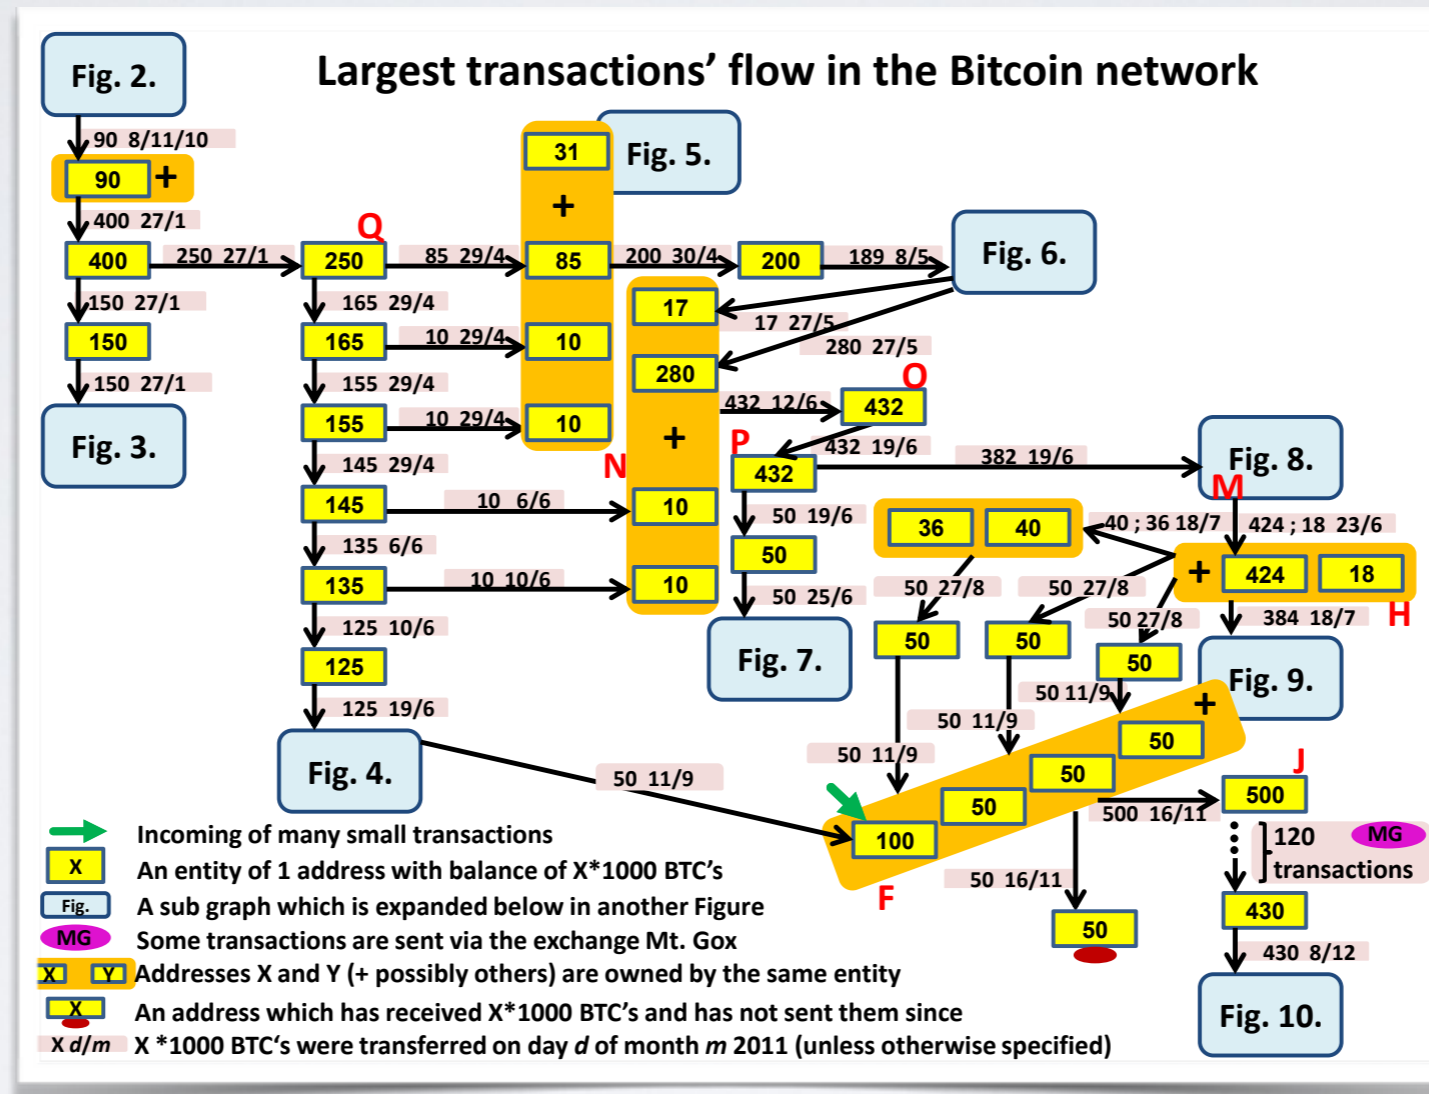 Largest transactions' flow in the Bitcoin network
Fig. 2.
90 8/11/10
90 +
400 27/1
400
250 27/1
Q
250
85 29/4
31
+
85
Fig. 5.
200 30/4
200
189 8/5
Fig. 6.
150 27/1
150
150 27/1
Fig. 3.
165 29/4
165
10 29/4
10
155 29/4
155
10 29/4
10
145 29/4
145
10 6/6
135 6/6
135
10 10/6
125 10/6
125
125 19/6
Fig. 4.
17
17 27/5
280
280 27/5
+
N
10
10
432 12/6
O
432
432 19/6
P
432
382 19/6
50 19/6
50
50 25/6
Fig. 7.
Fig. 8.
M
424 ; 18 23/6
40 ; 36 18/7
36
40
+
424
18
H
384 18/7
Fig. 9.
50 27/8
50 27/8
50 27/8
50
50
50
50 11/9
50 11/9
50 11/9
50 11/9
+
50
50
50
100
F
500 16/11
J
500
120
transactions
MG
50 16/11
50
430
430 8/12
Fig. 10.
Incoming of many small transactions
X
An entity of 1 address with balance of X*1000 BTC's
Fig.
A sub graph which is expanded below in another Figure
MG
Some transactions are sent via the exchange Mt. Gox
X Y
Addresses X and Y (+ possibly others) are owned by the same entity
X
An address which has received X*1000 BTC's and has not sent them since
X d/m
X *1000 BTC's were transferred on day d of month m 2011 (unless otherwise specified)